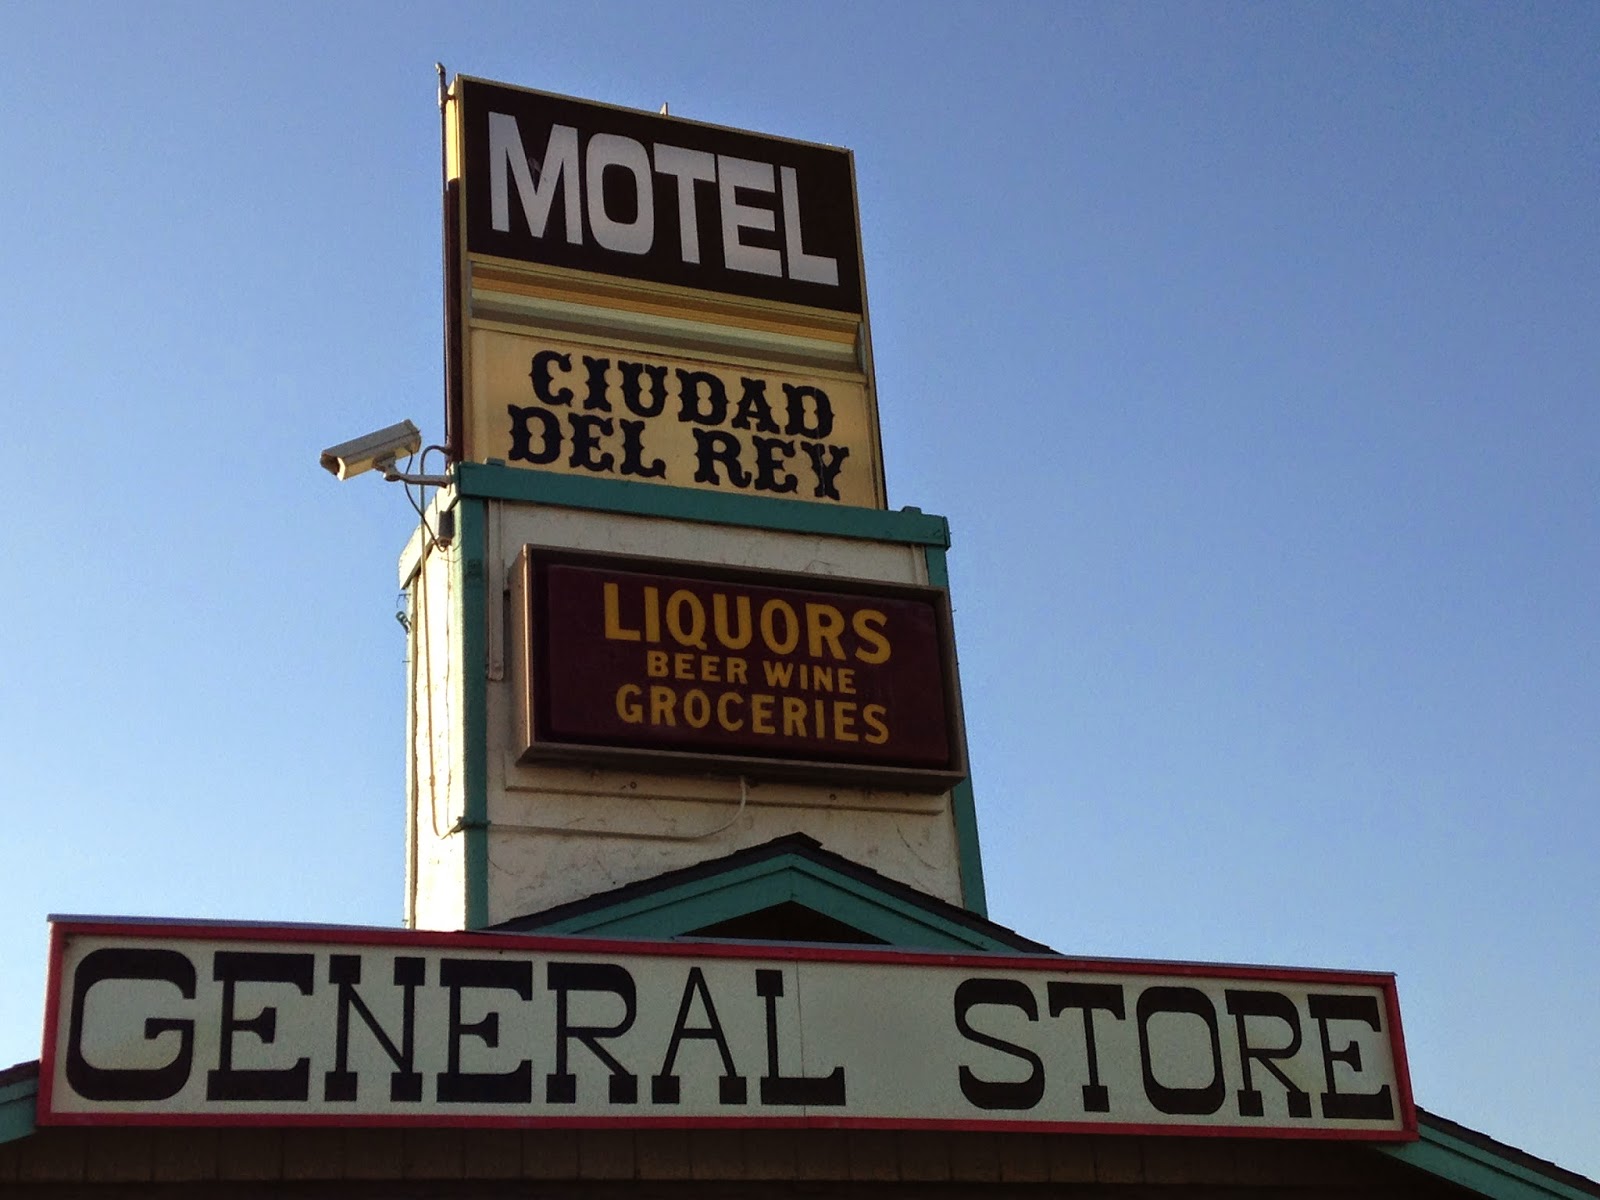 MOTEL
CIUDAD
DEL REY
LIQUORS
BEER WINE
GROCERIES
GENERAL STORE